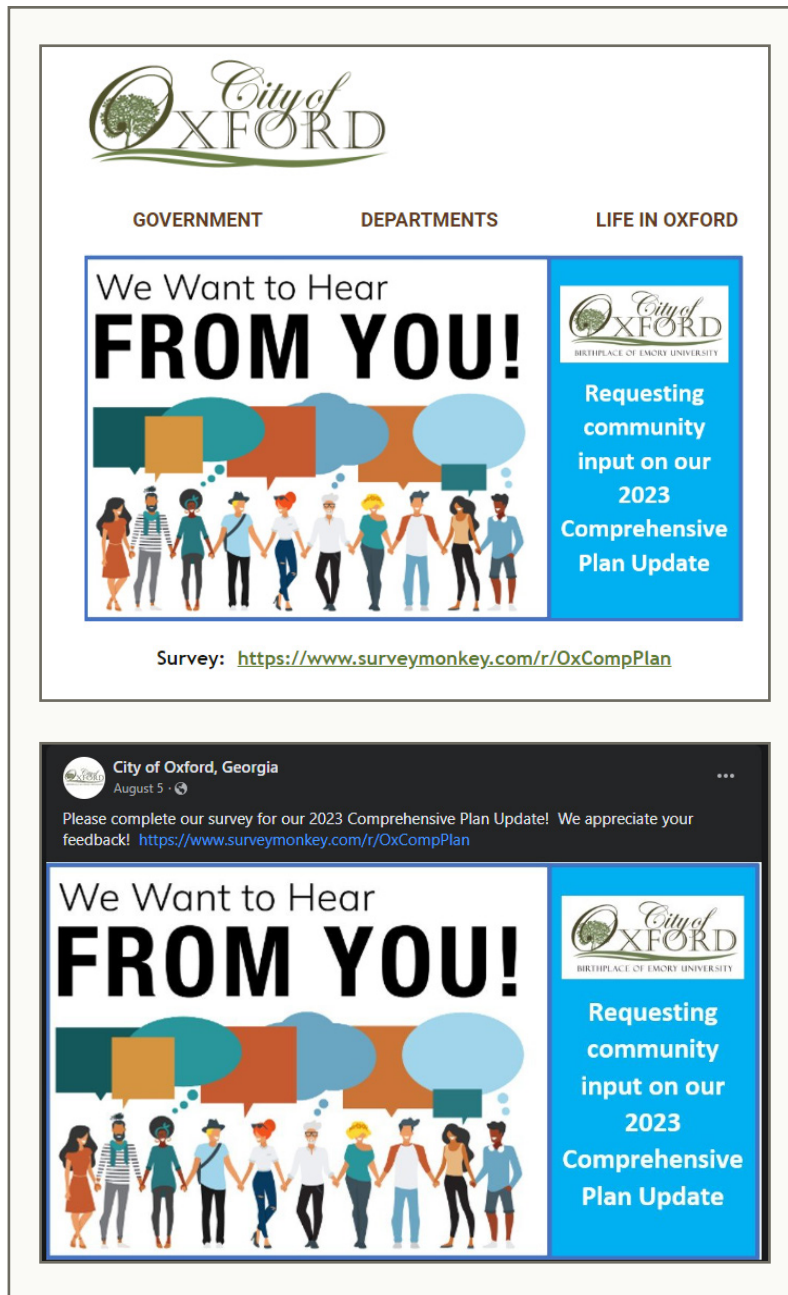 City of
OXFORD
GOVERNMENT DEPARTMENTS LIFE IN OXFORD
We Want to Hear
FROM YOU!
City of
OXFORD
BIRTHPLACE OF EMORY UNIVERSITY
Requesting
community
input on our
2023
Comprehensive
Plan Update
Survey: https://www.surveymonkey.com/r/OxCompPlan
OXFORD
City of Oxford, Georgia
August 5 ·
Please complete our survey for our 2023 Comprehensive Plan Update! We appreciate your
feedback! https://www.surveymonkey.com/r/OxCompPlan
We Want to Hear
FROM YOU!
City of
OXFORD
BIRTHPLACE OF EMORY UNIVERSITY
Requesting
community
input on our
2023
Comprehensive
Plan Update